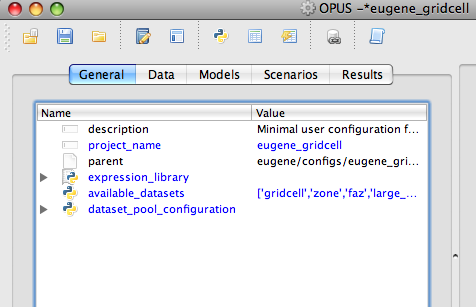 OPUS -*eugene_gridcell
General Data Models Scenarios Results
Name Value
description Minimal user configuration f...
project_name eugene_gridcell
parent eugene/configs/eugene_gri...
expression_library
available_datasets ['gridcell','zone','faz','large_...
dataset_pool_configuration